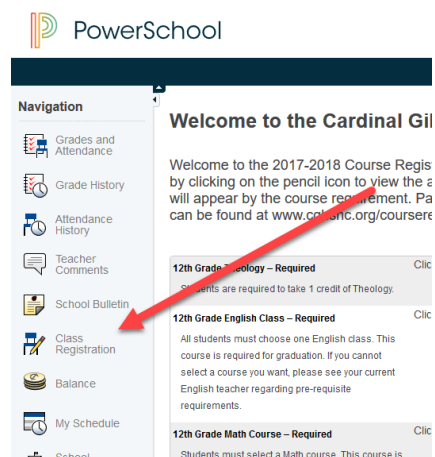 PowerSchool
Navigation
Grades and
Attendance
Grade History
Attendance
History
Teacher
Comments
School Bulletin
Class
Registration
Balance
My Schedule
School
Welcome to the Cardinal Gi
Welcome to the 2017-2018 Course Regis
by clicking on the pencil icon to view the a
will appear by the course requirement. Pa
can be found at
12th Grade Theology – Required
Clic
Students are required to take 1 credit of Theology.
12th Grade English Class – Required
Clic
All students must choose one English class. This
course is required for graduation. If you cannot
select a course you want, please see your current
English teacher regarding pre-requisite
requirements.
12th Grade Math Course – Required
Clic
Students must select a Math course. This course is